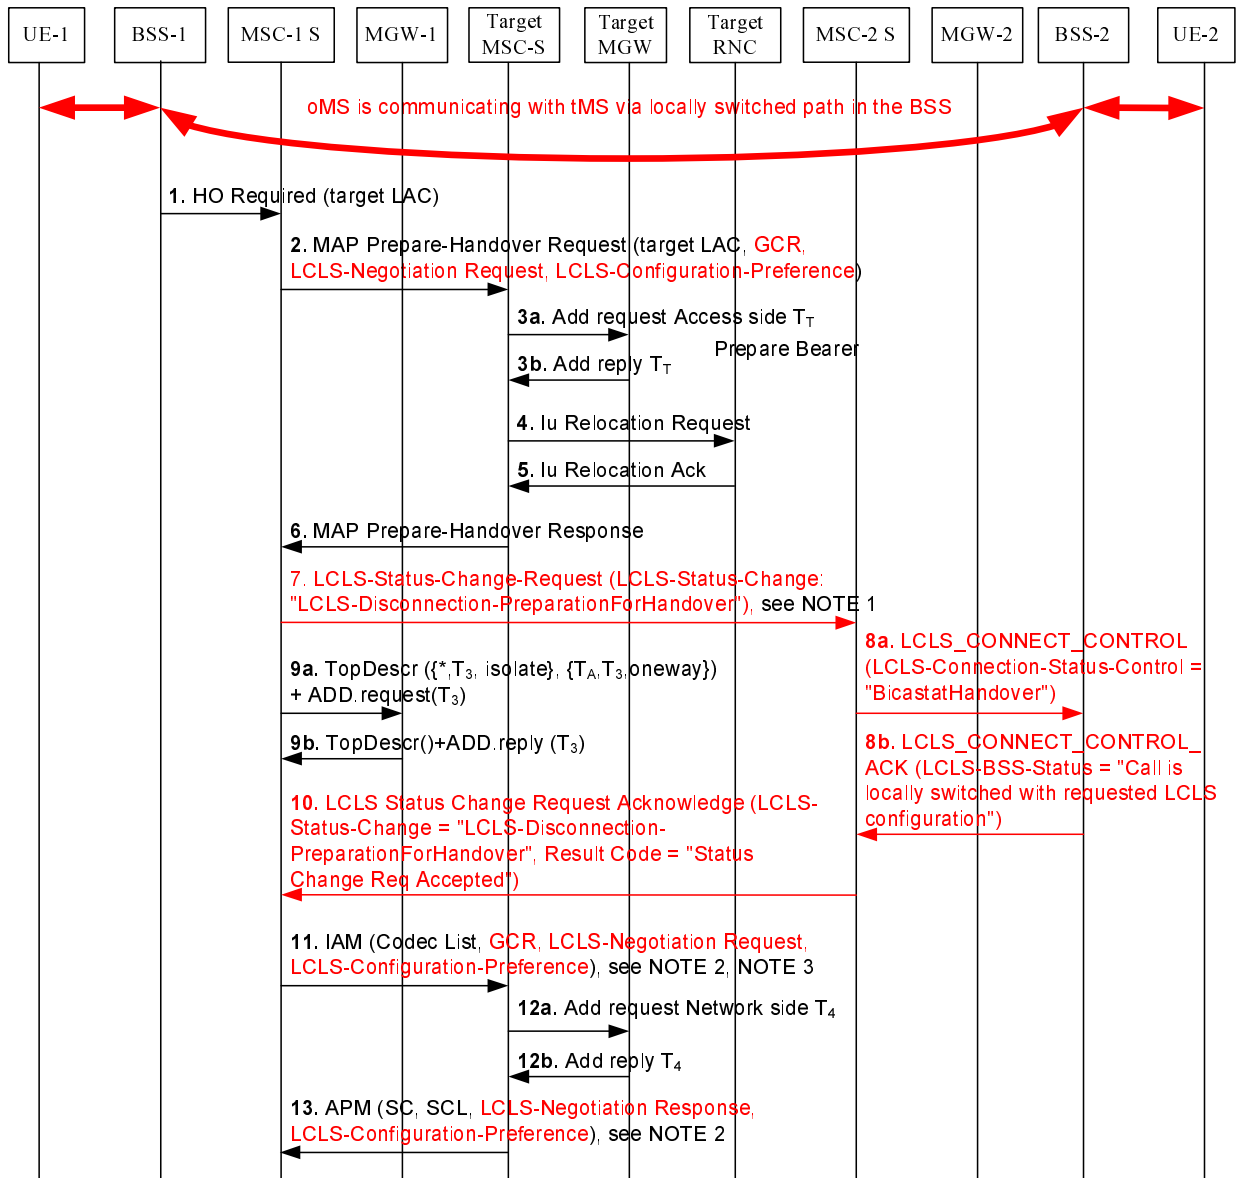 UE-1
BSS-1
MSC-1 S
MGW-1
Target
MSC-S
Target
MGW
Target
RNC
MSC-2 S
MGW-2
BSS-2
UE-2
oMS is communicating with tMS via locally switched path in the BSS
1. HO Required (target LAC)
2. MAP Prepare-Handover Request (target LAC, GCR,
LCLS-Negotiation Request, LCLS-Configuration-Preference)
3a. Add request Access side TT
Prepare Bearer
3b. Add reply TT
4. Iu Relocation Request
5. Iu Relocation Ack
6. MAP Prepare-Handover Response
7. LCLS-Status-Change-Request (LCLS-Status-Change:
"LCLS-Disconnection-PreparationForHandover"), see NOTE 1
8a. LCLS_CONNECT_CONTROL
(LCLS-Connection-Status-Control =
"BicastatHandover")
9a. TopDescr ({*,T3, isolate}, {TA,T3,oneway})
+ ADD.request(T3)
9b. TopDescr()+ADD.reply (T3)
8b. LCLS_CONNECT_CONTROL_
ACK (LCLS-BSS-Status = "Call is
locally switched with requested LCLS
configuration")
10. LCLS Status Change Request Acknowledge (LCLS-
Status-Change = "LCLS-Disconnection-
PreparationForHandover", Result Code = "Status
Change Req Accepted")
11. IAM (Codec List, GCR, LCLS-Negotiation Request,
LCLS-Configuration-Preference), see NOTE 2, NOTE 3
12a. Add request Network side T4
12b. Add reply T4
13. APM (SC, SCL, LCLS-Negotiation Response,
LCLS-Configuration-Preference), see NOTE 2